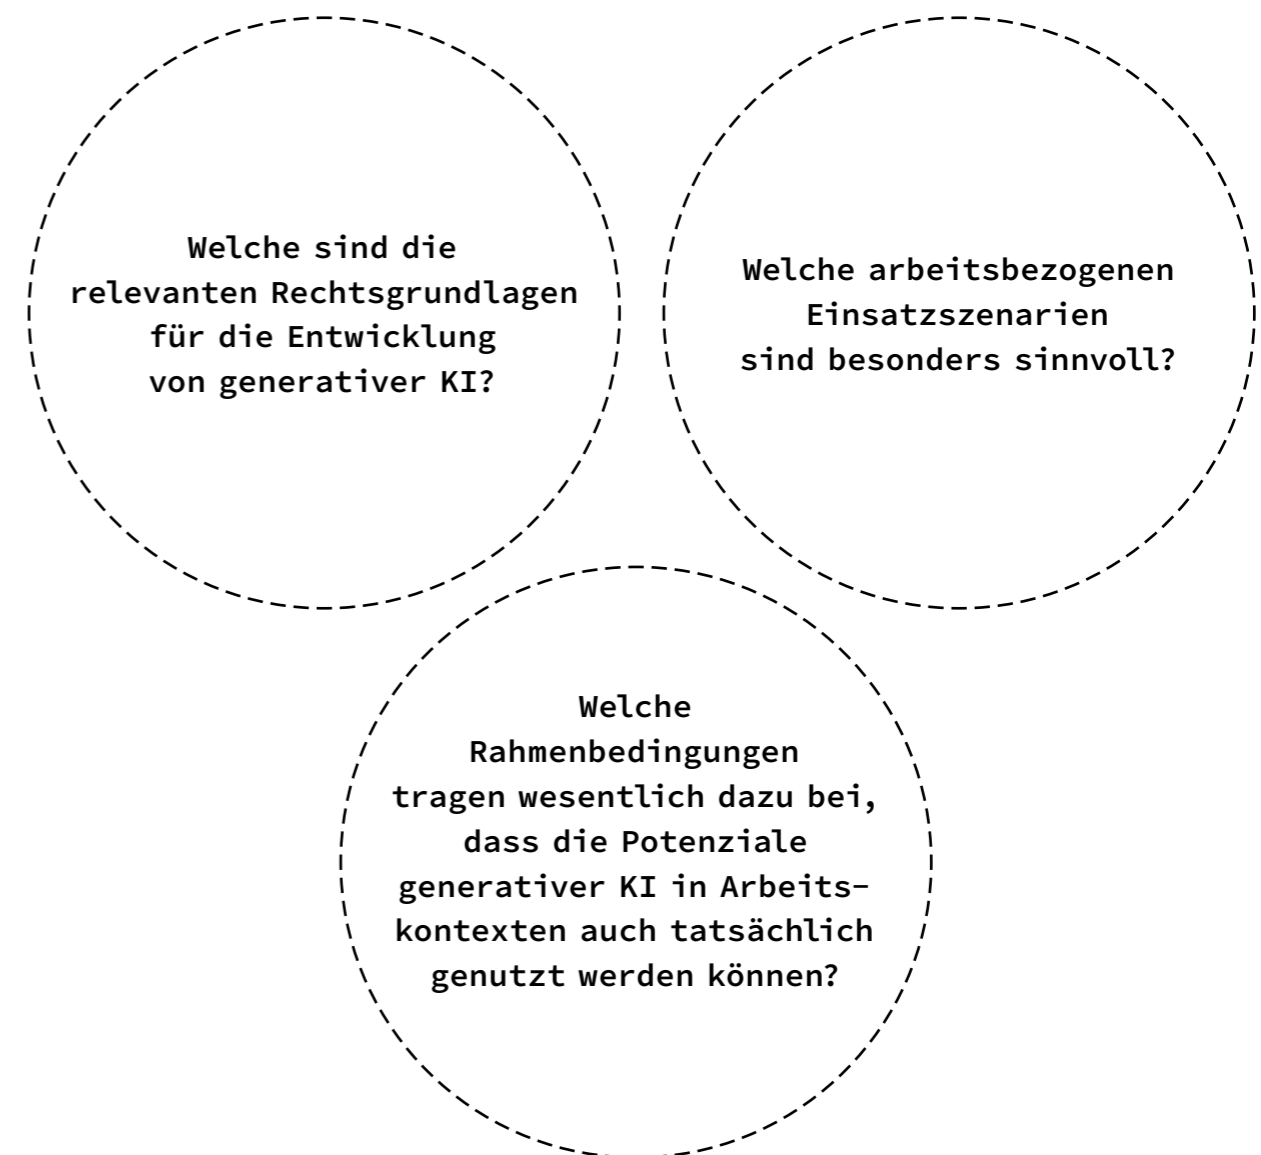 Welche sind die
relevanten Rechtsgrundlagen
für die Entwicklung
von generativer KI?
Welche arbeitsbezogenen
Einsatzszenarien
sind besonders sinnvoll?
Welche
Rahmenbedingungen
tragen wesentlich dazu bei,
dass die Potenziale
generativer KI in Arbeits-
kontexten auch tatsächlich
genutzt werden können?